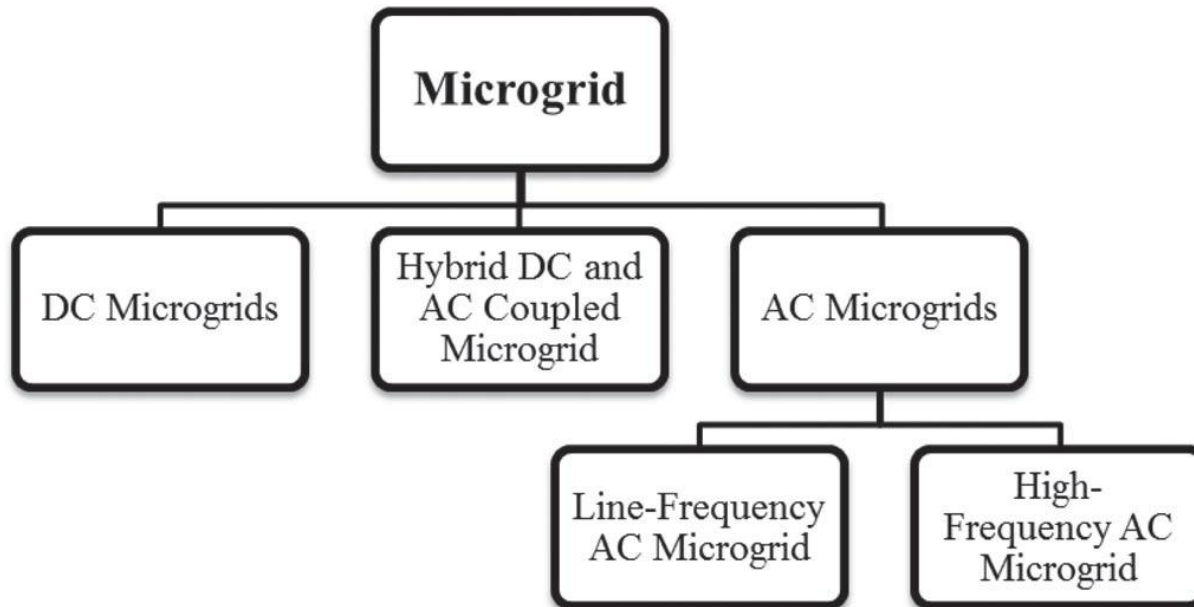 Microgrid
DC Microgrids
Hybrid DC and
AC Coupled
Microgrid
AC Microgrids
Line-Frequency
AC Microgrid
High-
Frequency AC
Microgrid